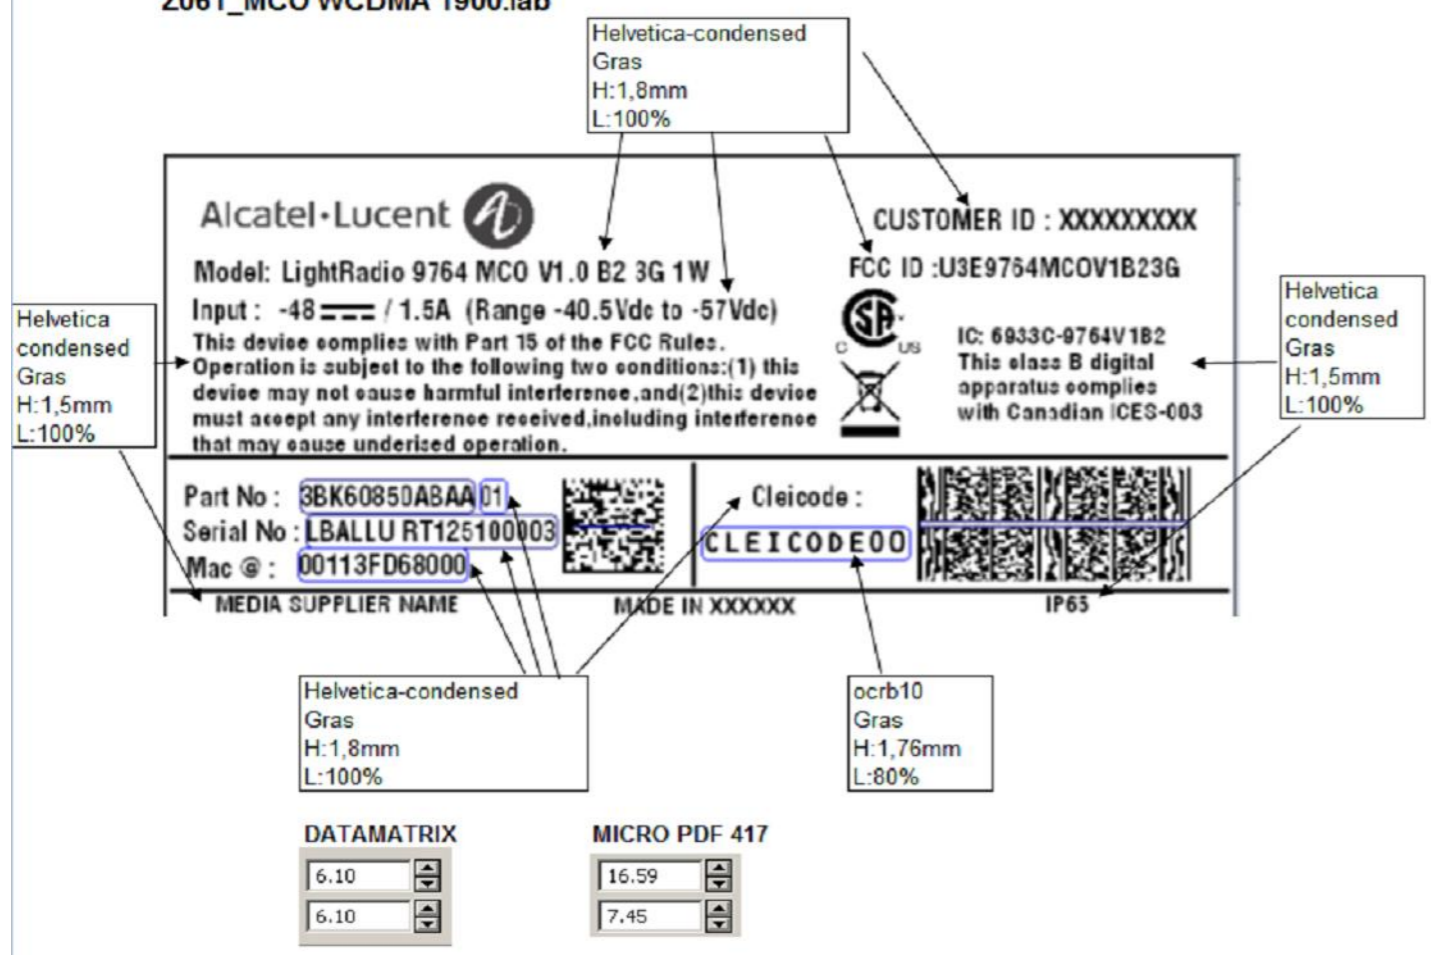 Z061_MCO WCDMA 1900.lab
Helvetica-condensed
Gras
H:1,8mm
L:100%
Alcatel·Lucent
CUSTOMER ID : XXXXXXXXX
Model: LightRadio 9764 MCO V1.0 B2 3G 1W
FCC ID :U3E9764MCOV1B23G
Input : -48 / 1.5A (Range -40.5Vdc to -57Vdc)
This device complies with Part 15 of the FCC Rules.
Operation is subject to the following two conditions:(1) this
device may not cause harmful interference,and(2)this device
must accept any interference received,including interference
that may cause underised operation.
C SA US
IC: 6933C-9764V1B2
This class B digital
apparatus complies
with Canadian ICES-003
Helvetica
condensed
Gras
H:1,5mm
L:100%
Helvetica
condensed
Gras
H:1,5mm
L:100%
Part No : 3BK60850ABAA 01
Serial No : LBALLU RT125100003
Mac @ : 00113FD68000
Cleicode :
CLEICODE00
MEDIA SUPPLIER NAME
MADE IN XXXXXX
IP65
Helvetica-condensed
Gras
H:1,8mm
L:100%
ocrb10
Gras
H:1,76mm
L:80%
DATAMATRIX
6.10
6.10
MICRO PDF 417
16.59
7.45